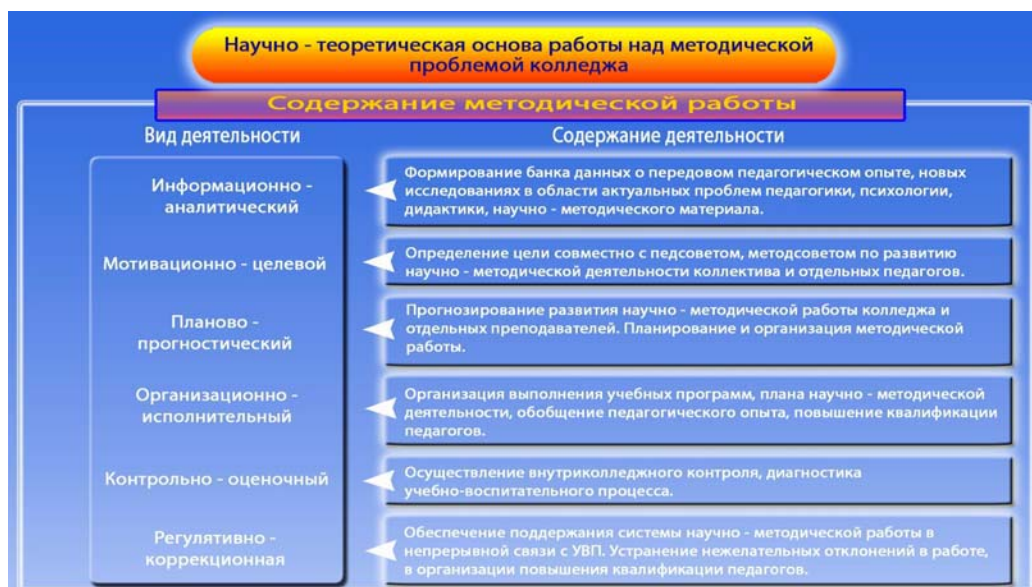 Научно - теоретическая основа работы над методической
проблемой колледжа
Содержание методической работы
Вид деятельности
Содержание деятельности
Информационно -
аналитический
Формирование банка данных о передовом педагогическом опыте, новых
исследованиях в области актуальных проблем педагогики, психологии,
дидактики, научно - методического материала.
Мотивационно - целевой
Определение цели совместно с педсоветом, методсоветом по развитию
научно - методической деятельности коллектива и отдельных педагогов.
Планово -
прогностический
Прогнозирование развития научно - методической работы колледжа и
отдельных преподавателей. Планирование и организация методической
работы.
Организационно -
исполнительный
Организация выполнения учебных программ, плана научно - методической
деятельности, обобщение педагогического опыта, повышение квалификации
педагогов.
Контрольно - оценочный
Осуществление внутриколледжного контроля, диагностика
учебно-воспитательного процесса.
Регулятивно -
коррекционная
Обеспечение поддержания системы научно - методической работы в
непрерывной связи с УВП. Устранение нежелательных отклонений в работе,
в организации повышения квалификации педагогов.